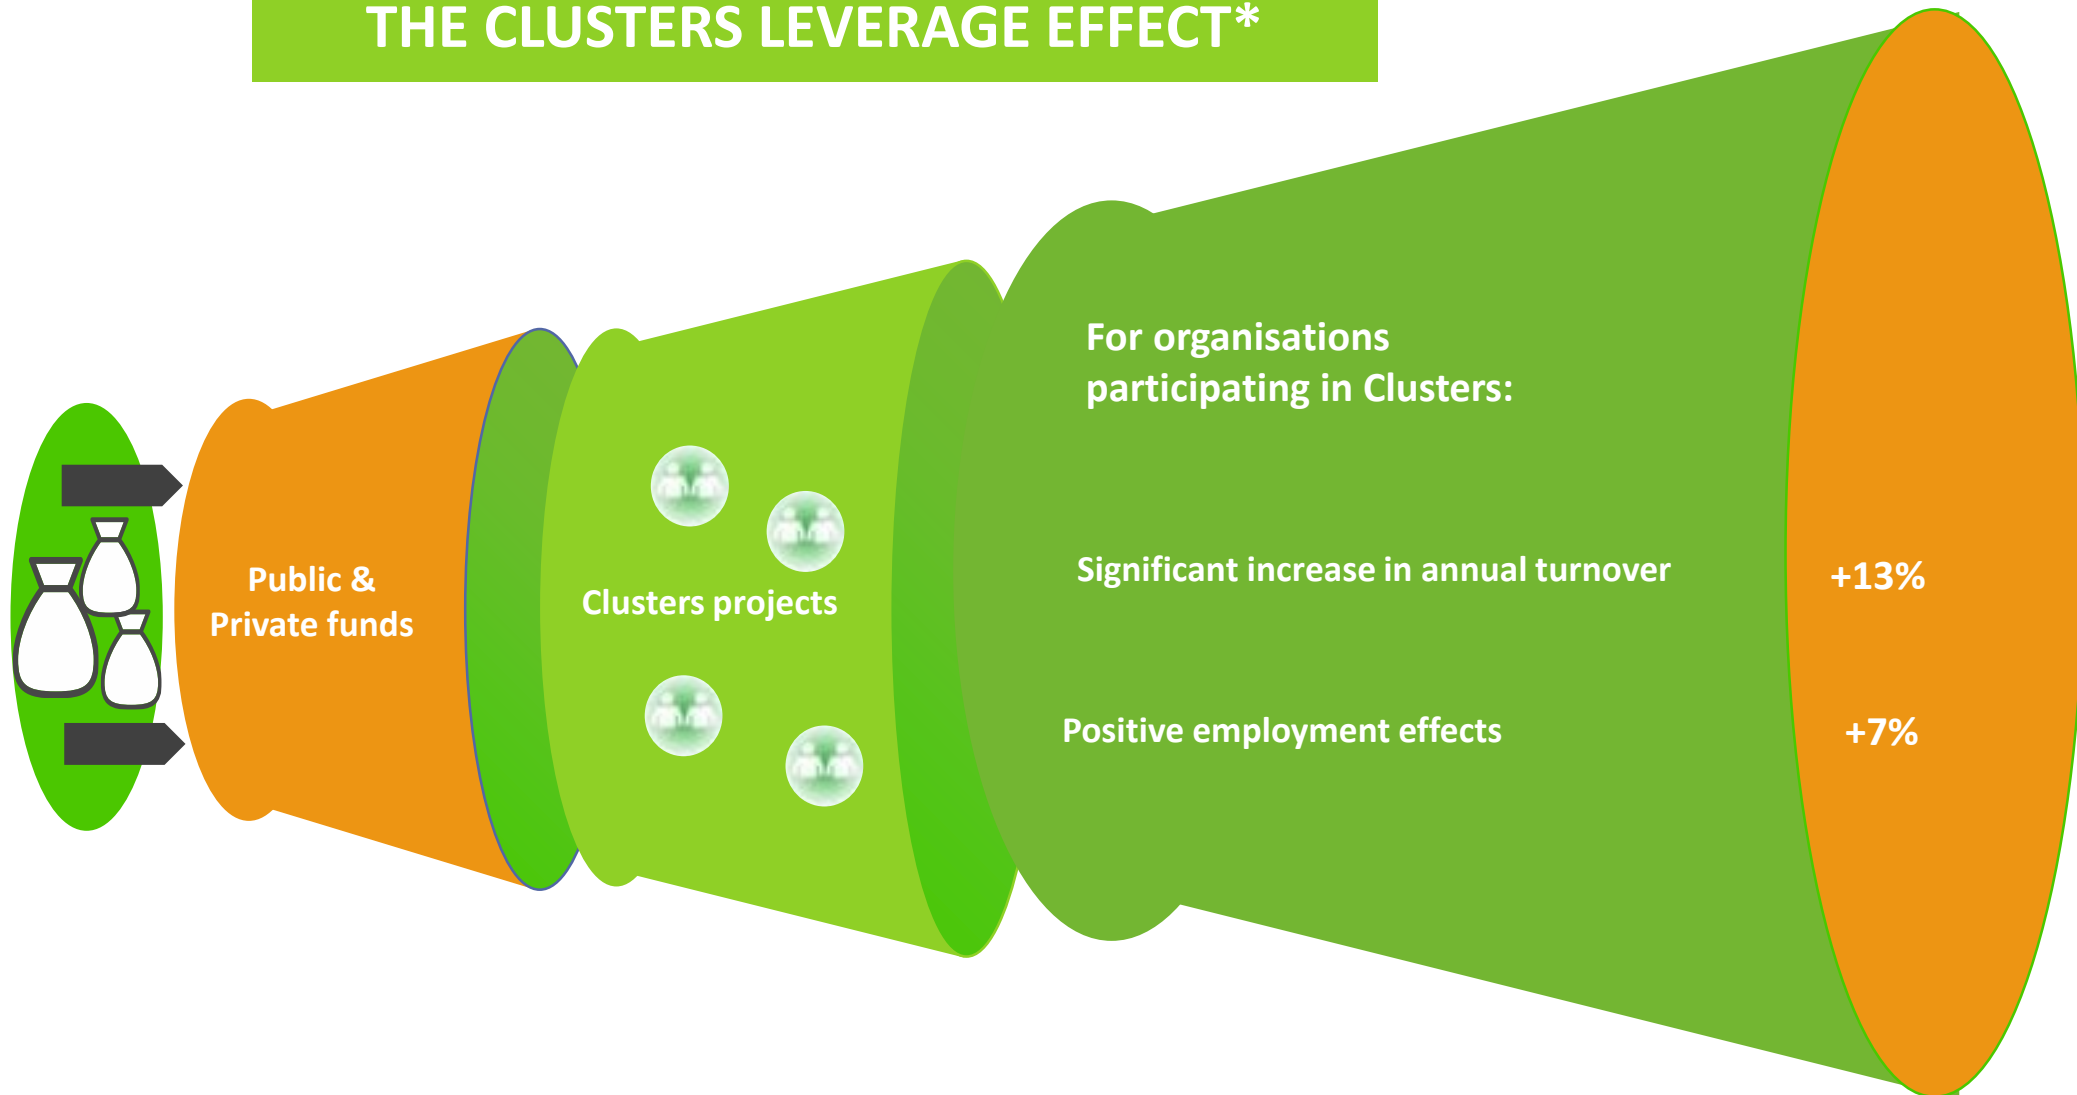 THE CLUSTERS LEVERAGE EFFECT*
Public &
Private funds
Clusters projects
For organisations
participating in Clusters:
Significant increase in annual turnover
+13%
Positive employment effects
+7%